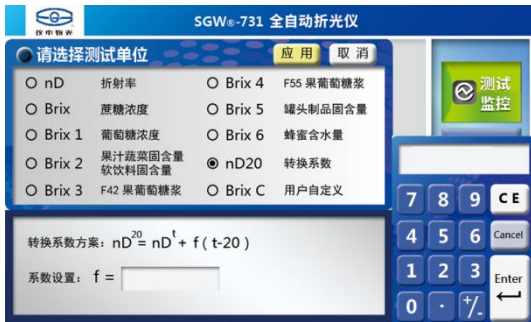 仪电物光
SGW®-731 全自动折光仪
请选择测试单位
应 用
取 消
nD 折射率
Brix 蔗糖浓度
Brix 1 葡萄糖浓度
Brix 2 果汁蔬菜固含量
软饮料固含量
Brix 3 F42 果葡萄糖浆
Brix 4 F55 果葡萄糖浆
Brix 5 罐头制品固含量
Brix 6 蜂蜜含水量
nD20 转换系数
Brix C 用户自定义
测试
监控
转换系数方案：nD²⁰= nDᵗ + f ( t-20 )
系数设置： f =
7 8 9 C E
4 5 6 Cancel
1 2 3 Enter
0 · +/-